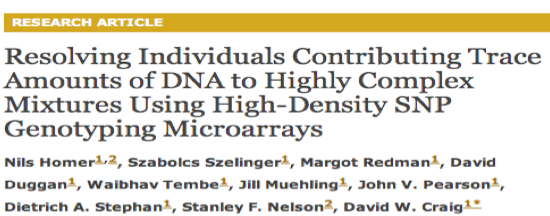 RESEARCH ARTICLE
Resolving Individuals Contributing Trace
Amounts of DNA to Highly Complex
Mixtures Using High-Density SNP
Genotyping Microarrays
Nils Homer1,2, Szabolcs Szelinger1, Margot Redman1, David
Duggan1, Waibhav Tembe1, Jill Muehling1, John V. Pearson1,
Dietrich A. Stephan1, Stanley F. Nelson2, David W. Craig1*